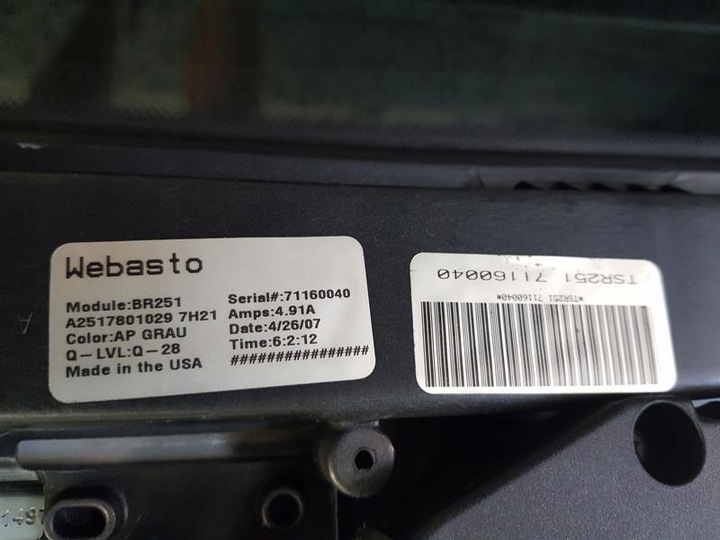 Webasto
Module:BR251
A2517801029 7H21
Color:AP GRAU
Q-LVL:Q-28
Made in the USA
Serial#:71160040
Amps:4.91A
Date:4/26/07
Time:6:2:12
################
TSR251 71160040
*TSR251 71160040*
A
149